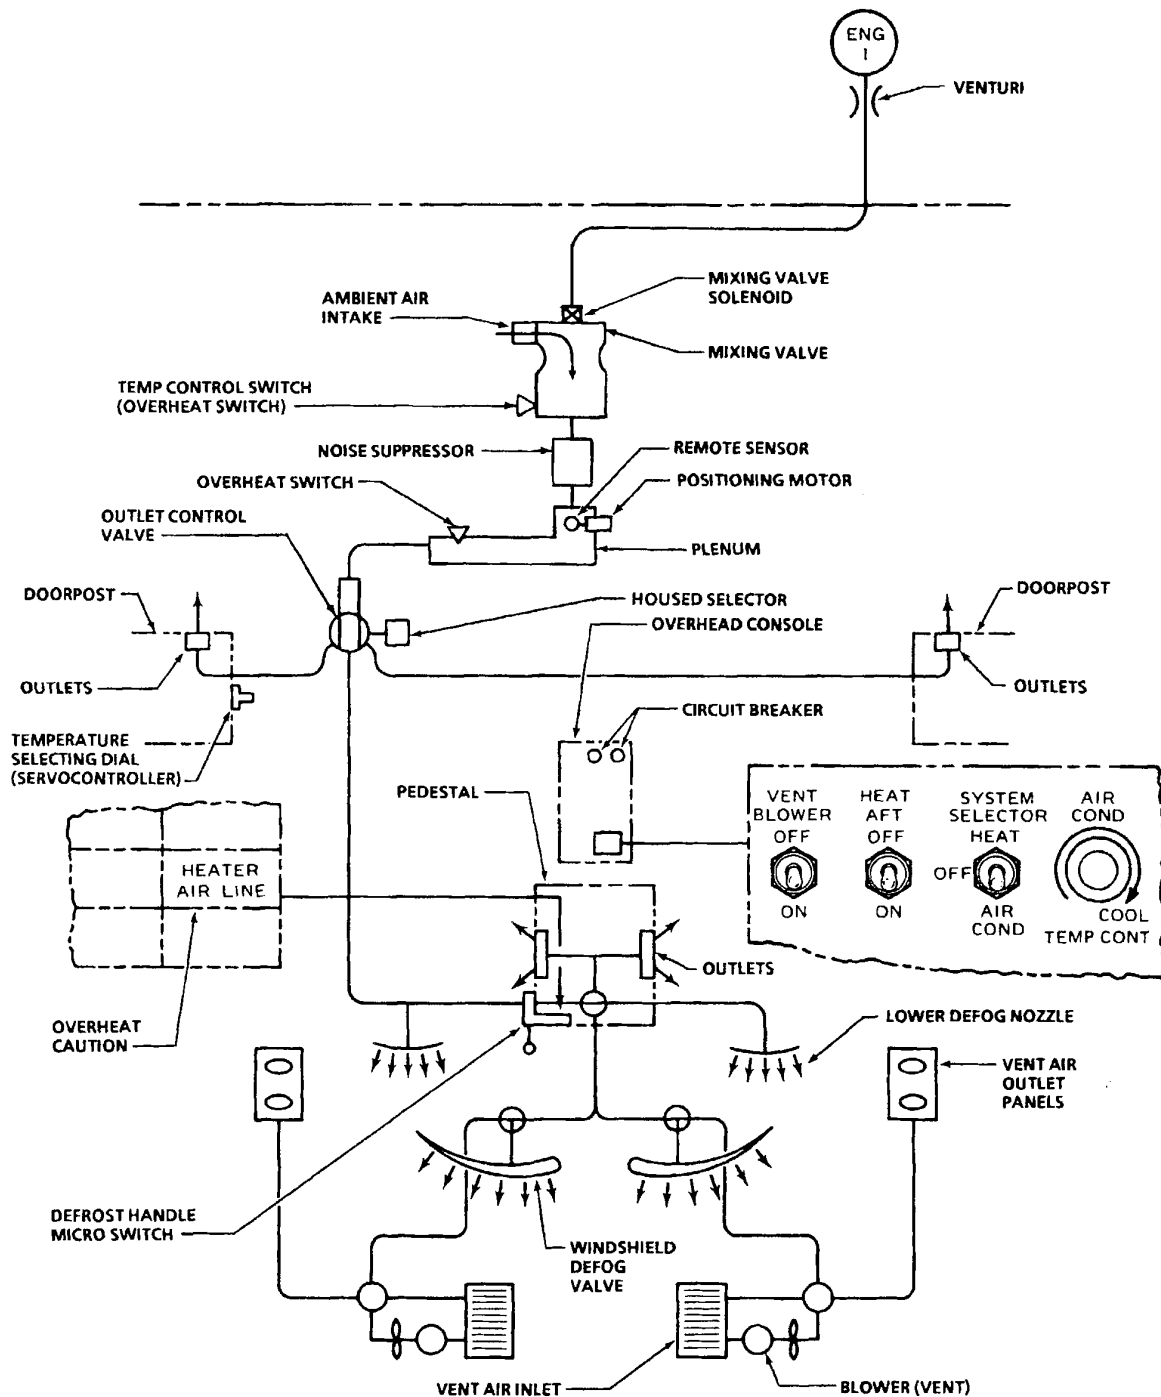 ENG
I
VENTURI
MIXING VALVE
SOLENOID
AMBIENT AIR
INTAKE
MIXING VALVE
TEMP CONTROL SWITCH
(OVERHEAT SWITCH)
NOISE SUPPRESSOR
REMOTE SENSOR
POSITIONING MOTOR
OVERHEAT SWITCH
OUTLET CONTROL
VALVE
PLENUM
DOORPOST
HOUSED SELECTOR
OVERHEAD CONSOLE
DOORPOST
OUTLETS
OUTLETS
CIRCUIT BREAKER
TEMPERATURE
SELECTING DIAL
(SERVOCONTROLLER)
PEDESTAL
VENT
BLOWER
OFF
ON
HEAT
AFT
OFF
ON
SYSTEM
SELECTOR
HEAT
OFF
AIR
COND
AIR
COND
COOL
TEMP CONT
HEATER
AIR LINE
OUTLETS
OVERHEAT
CAUTION
LOWER DEFOG NOZZLE
VENT AIR
OUTLET
PANELS
DEFROST HANDLE
MICRO SWITCH
WINDSHIELD
DEFOG
VALVE
VENT AIR INLET
BLOWER (VENT)